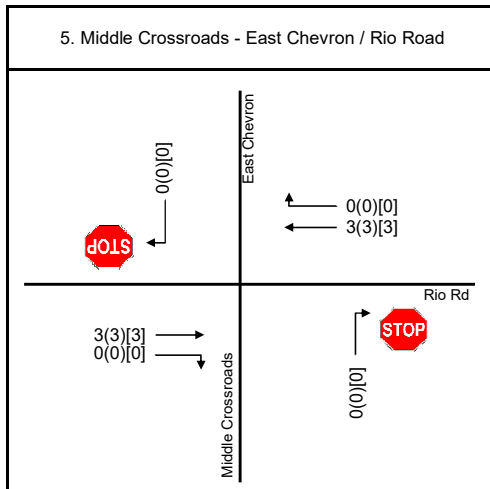 5. Middle Crossroads - East Chevron / Rio Road
East Chevron
0(0)[0]
0(0)[0]
3(3)[3]
STOP
Rio Rd
3(3)[3]
0(0)[0]
STOP
Middle Crossroads
0(0)[0]